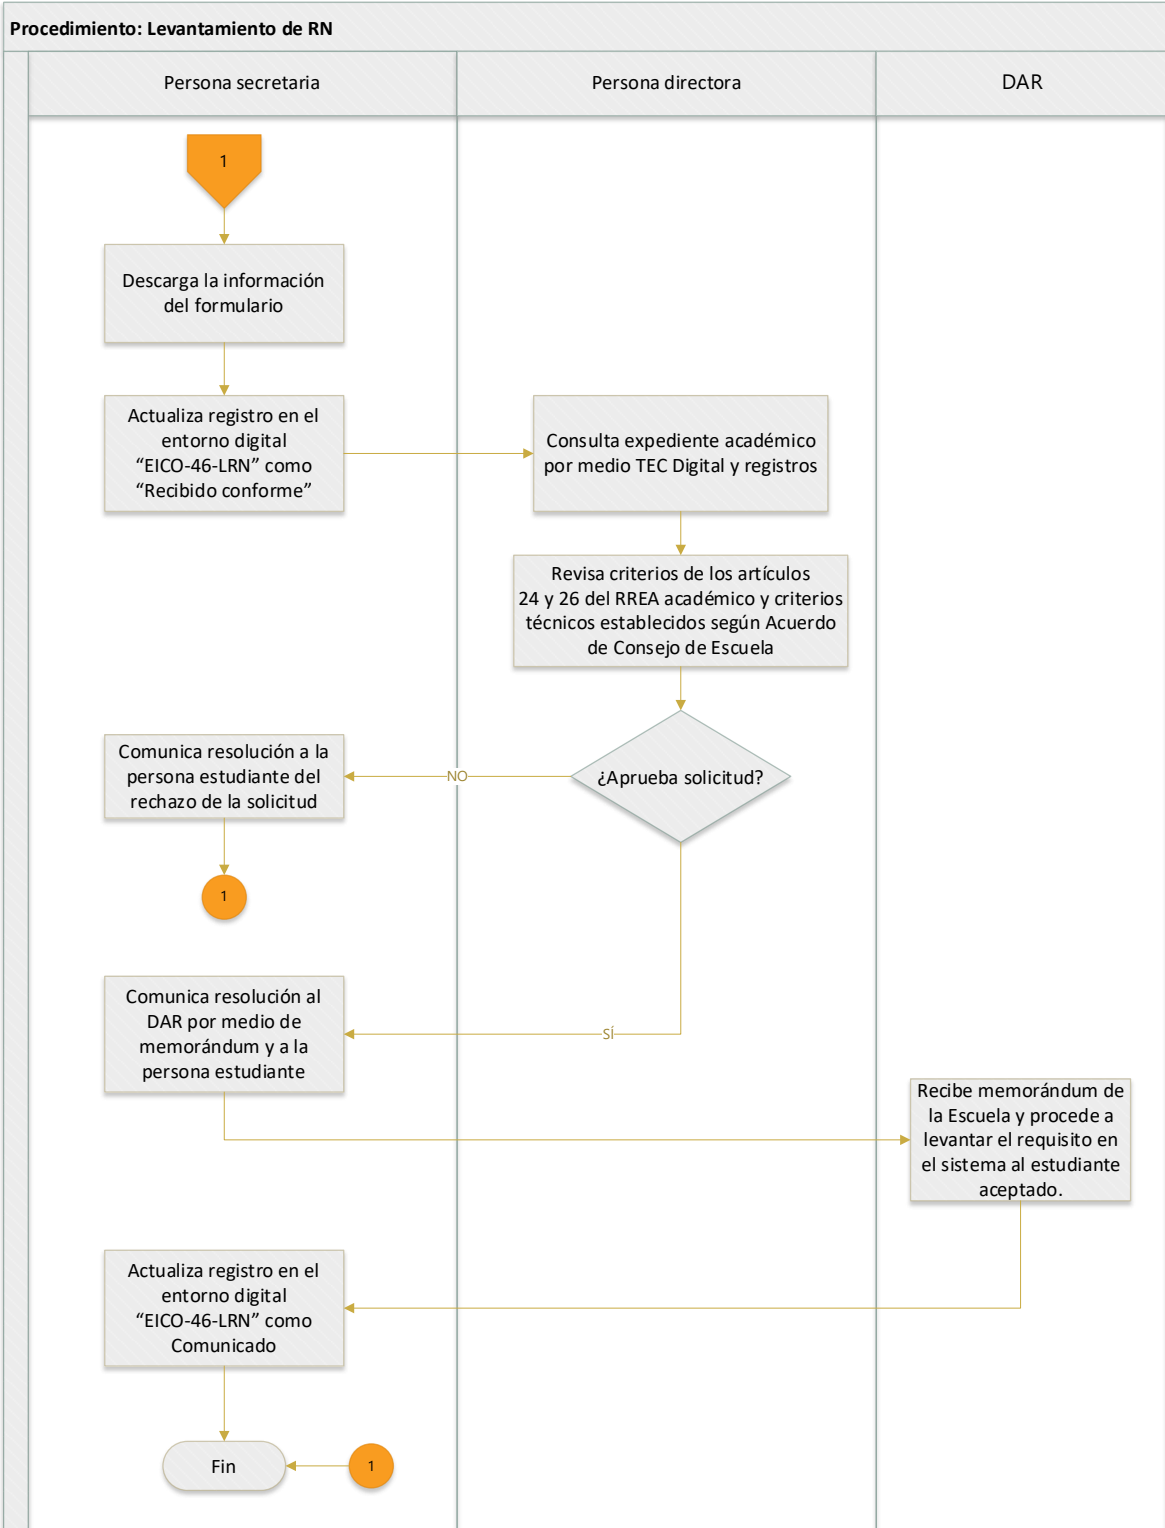 Procedimiento: Levantamiento de RN
Persona secretaria
Persona directora
DAR
1
Descarga la información
del formulario
Actualiza registro en el
entorno digital
“EICO-46-LRN” como
“Recibido conforme”
Consulta expediente académico
por medio TEC Digital y registros
Revisa criterios de los artículos
24 y 26 del RREA académico y criterios
técnicos establecidos según Acuerdo
de Consejo de Escuela
¿Aprueba solicitud?
NO
Comunica resolución a la
persona estudiante del
rechazo de la solicitud
1
SÍ
Comunica resolución al
DAR por medio de
memorándum y a la
persona estudiante
Recibe memorándum de
la Escuela y procede a
levantar el requisito en
el sistema al estudiante
aceptado.
Actualiza registro en el
entorno digital
“EICO-46-LRN” como
Comunicado
Fin
1